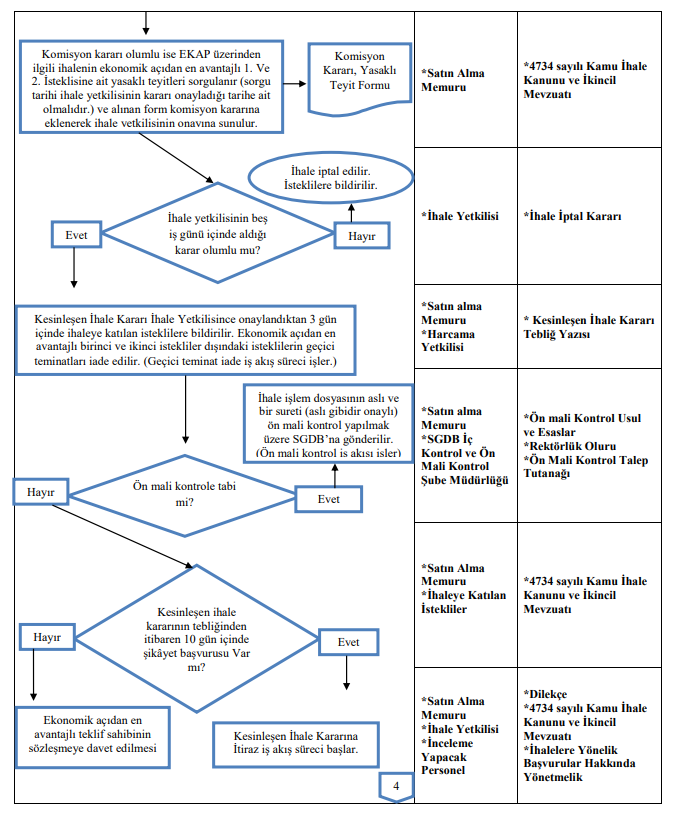 Komisyon kararı olumlu ise EKAP üzerinden
ilgili ihalenin ekonomik açıdan en avantajlı 1. Ve
2. İsteklisine ait yasaklı teyitleri sorgulanır (sorgu
tarihi ihale yetkilisinin kararı onayladığı tarihe ait
olmalıdır.) ve alınan form komisyon kararına
eklenerek ihale yetkilisinin onayına sunulur.
Komisyon
Kararı, Yasaklı
Teyit Formu
*Satın Alma
Memuru
*4734 sayılı Kamu İhale
Kanunu ve İkincil
Mevzuatı
İhale iptal edilir.
İsteklilere bildirilir.
İhale yetkilisinin beş
iş günü içinde aldığı
karar olumlu mu?
Evet
Hayır
*İhale Yetkilisi
*İhale İptal Kararı
Kesinleşen İhale Kararı İhale Yetkilisince onaylandıktan 3 gün
içinde ihaleye katılan isteklilere bildirilir. Ekonomik açıdan en
avantajlı birinci ve ikinci istekliler dışındaki isteklilerin geçici
teminatları iade edilir. (Geçici teminat iade iş akış süreci işler.)
*Satın alma
Memuru
*Harcama
Yetkilisi
* Kesinleşen İhale Kararı
Tebliğ Yazısı
İhale işlem dosyasının aslı ve
bir sureti (aslı gibidir onaylı)
ön mali kontrol yapılmak
üzere SGDB’na gönderilir.
(Ön mali kontrol iş akışı işler)
Ön mali kontrole tabi
mi?
Hayır
Evet
*Satın alma
Memuru
*SGDB İç
Kontrol ve Ön
Mali Kontrol
Şube Müdürlüğü
*Ön mali Kontrol Usul
ve Esaslar
*Rektörlük Oluru
*Ön Mali Kontrol Talep
Tutanağı
Kesinleşen ihale
kararının tebliğinden
itibaren 10 gün içinde
şikâyet başvurusu Var
mı?
Hayır
Evet
*Satın Alma
Memuru
*İhaleye Katılan
İstekliler
*4734 sayılı Kamu İhale
Kanunu ve İkincil
Mevzuatı
Ekonomik açıdan en
avantajlı teklif sahibinin
sözleşmeye davet edilmesi
Kesinleşen İhale Kararına
İtiraz iş akış süreci başlar.
*Satın Alma
Memuru
*İhale Yetkilisi
*İnceleme
Yapacak
Personel
*Dilekçe
*4734 sayılı Kamu İhale
Kanunu ve İkincil
Mevzuatı
*İhalelere Yönelik
Başvurular Hakkında
Yönetmelik
4